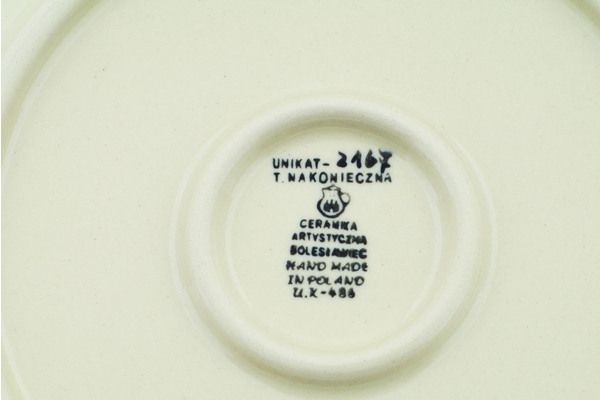 UNIKAT- 2167
T. NAKONIECZNA
CERAMIKA
ARTYSTYCZNA
BOLESŁAWIEC
HAND MADE
IN POLAND
U.X-488